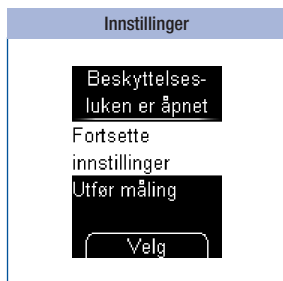 Innstillinger
Beskyttelses-
luken er åpnet
Fortsette
innstillinger
Utfør måling
Velg